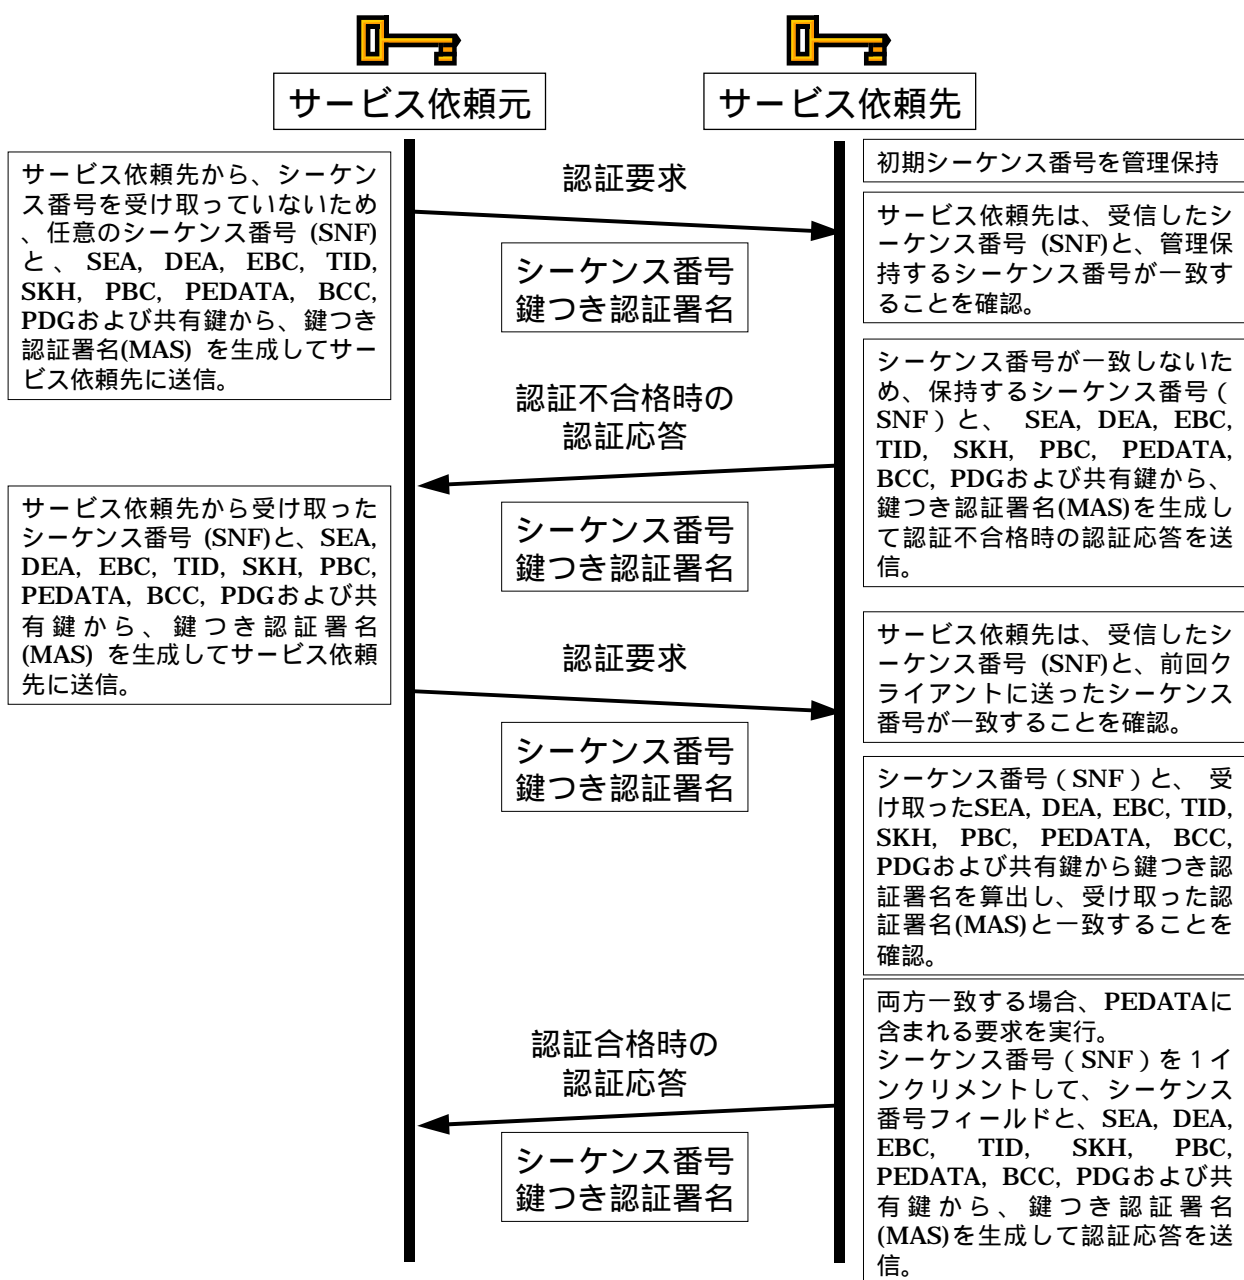 サービス依頼元
サービス依頼先
サービス依頼先から、シーケン
ス番号を受け取っていないため
、任意のシーケンス番号 (SNF)
と、SEA, DEA, EBC, TID,
SKH, PBC, PEDATA, BCC,
PDGおよび共有鍵から、鍵つき
認証署名(MAS) を生成してサー
ビス依頼先に送信。
認証要求
シーケンス番号
鍵つき認証署名
初期シーケンス番号を管理保持
サービス依頼先は、受信したシ
ーケンス番号 (SNF)と、管理保
持するシーケンス番号が一致す
ることを確認。
シーケンス番号が一致しないた
め、保持するシーケンス番号（
SNF）と、 SEA, DEA, EBC,
TID, SKH, PBC, PEDATA,
BCC, PDGおよび共有鍵から、
鍵つき認証署名(MAS)を生成し
て認証不合格時の認証応答を送
信。
認証不合格時の
認証応答
シーケンス番号
鍵つき認証署名
サービス依頼先から受け取った
シーケンス番号 (SNF)と、SEA,
DEA, EBC, TID, SKH, PBC,
PEDATA, BCC, PDGおよび共
有鍵から、鍵つき認証署名
(MAS) を生成してサービス依頼
先に送信。
認証要求
シーケンス番号
鍵つき認証署名
サービス依頼先は、受信したシ
ーケンス番号 (SNF)と、前回ク
ライアントに送ったシーケンス
番号が一致することを確認。
シーケンス番号（SNF）と、 受
け取ったSEA, DEA, EBC, TID,
SKH, PBC, PEDATA, BCC,
PDGおよび共有鍵から鍵つき認
証署名を算出し、受け取った認
証署名(MAS)と一致することを
確認。
両方一致する場合、PEDATAに
含まれる要求を実行。
シーケンス番号（SNF）を１イ
ンクリメントして、シーケンス
番号フィールドと、SEA, DEA,
EBC, TID, SKH, PBC,
PEDATA, BCC, PDGおよび共
有鍵から、鍵つき認証署名
(MAS)を生成して認証応答を送
信。
認証合格時の
認証応答
シーケンス番号
鍵つき認証署名